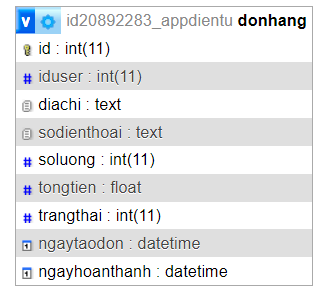 v id20892283_appdientu donhang
id : int(11)
# iduser : int(11)
diachi : text
sodienthoai : text
# soluong : int(11)
# tongtien : float
# trangthai : int(11)
ngaytaodon : datetime
ngayhoanthanh : datetime